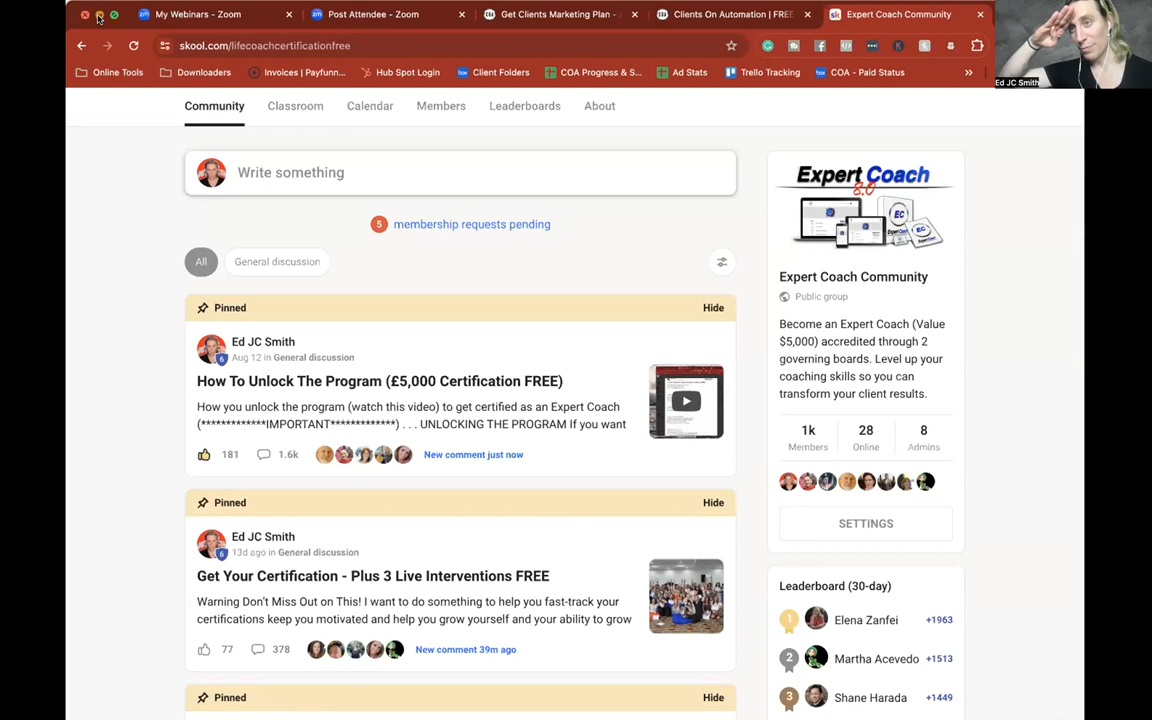 My Webinars - Zoom
Post Attendee - Zoom
Get Clients Marketing Plan -
Clients On Automation | FREE
Expert Coach Community
skool.com/lifecoachcertificationfree
Online Tools
Downloaders
Invoices | Payfunn...
Hub Spot Login
Client Folders
COA Progress & S...
Ad Stats
Trello Tracking
COA - Paid Status
Ed JC Smith
Community
Classroom
Calendar
Members
Leaderboards
About
Write something
5 membership requests pending
All
General discussion
Pinned
Hide
Ed JC Smith
6
Aug 12 in General discussion
How To Unlock The Program (£5,000 Certification FREE)
How you unlock the program (watch this video) to get certified as an Expert Coach
(*************IMPORTANT**************) . . . UNLOCKING THE PROGRAM If you want
181
1.6k
New comment just now
Pinned
Hide
Ed JC Smith
6
13d ago in General discussion
Get Your Certification - Plus 3 Live Interventions FREE
Warning Don't Miss Out on This! I want to do something to help you fast-track your
certifications keep you motivated and help you grow yourself and your ability to grow
77
378
New comment 39m ago
Pinned
Hide
Expert Coach
3.0
EC
Expert Coach Community
Public group
Become an Expert Coach (Value
$5,000) accredited through 2
governing boards. Level up your
coaching skills so you can
transform your client results.
1k
Members
28
Online
8
Admins
SETTINGS
Leaderboard (30-day)
1 Elena Zanfei +1963
2 Martha Acevedo +1513
3 Shane Harada +1449